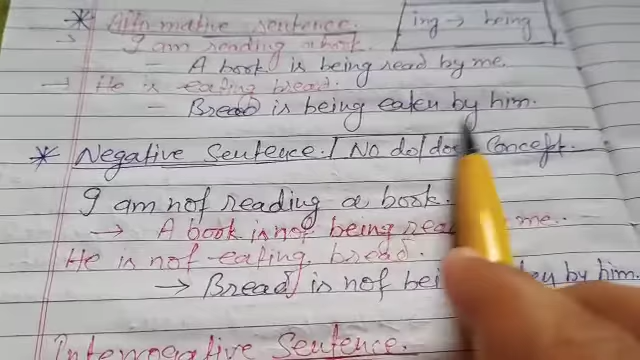 * Affirmative Sentence.
ing → being
→ I am reading a book.
- A book is being read by me.
→ He is eating bread.
- Bread is being eaten by him.
* Negative Sentence / No do/does Concept.
I am not reading a book.
→ A book is not being me..
He is not eating bread.
→ Bread is not by him.
Interrogative Sentence.